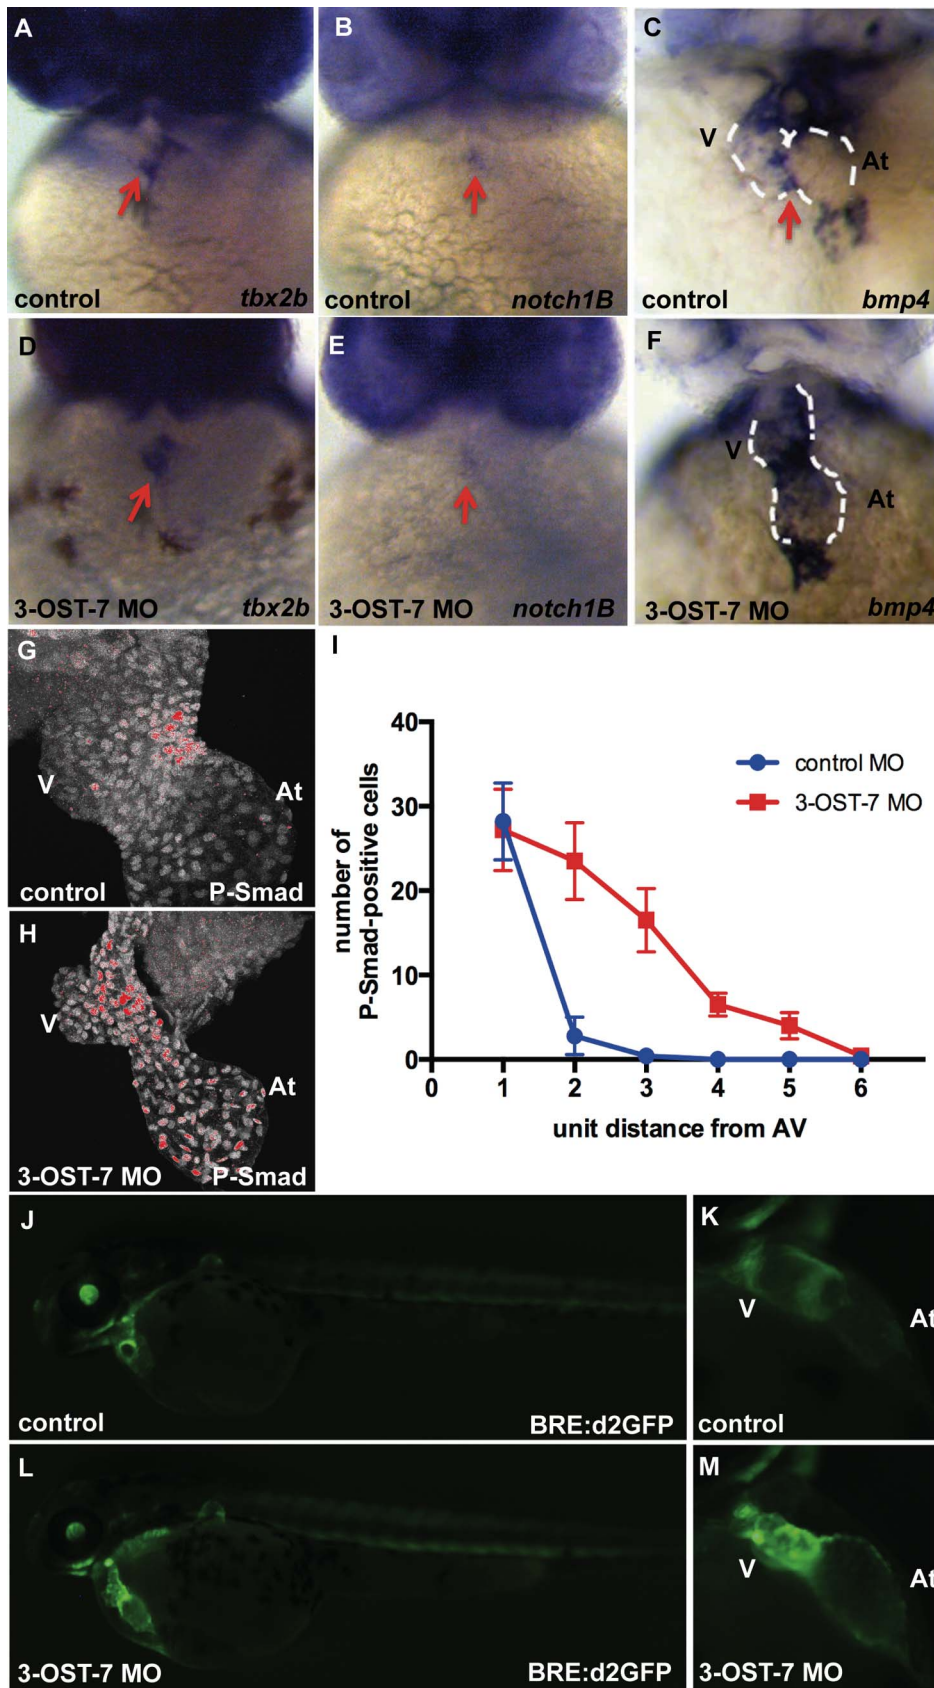 A
control
tbx2b
B
control
notch1B
C
V
At
control
bmp4
D
3-OST-7 MO
tbx2b
E
3-OST-7 MO
notch1B
F
V
At
3-OST-7 MO
bmp4
G
V
At
control
P-Smad
H
V
At
3-OST-7 MO
P-Smad
I
number of
P-Smad-positive cells
40
30
20
10
0
0 1 2 3 4 5 6
unit distance from AV
control MO
3-OST-7 MO
J
control
BRE:d2GFP
K
V
At
control
L
3-OST-7 MO
BRE:d2GFP
M
V
At
3-OST-7 MO